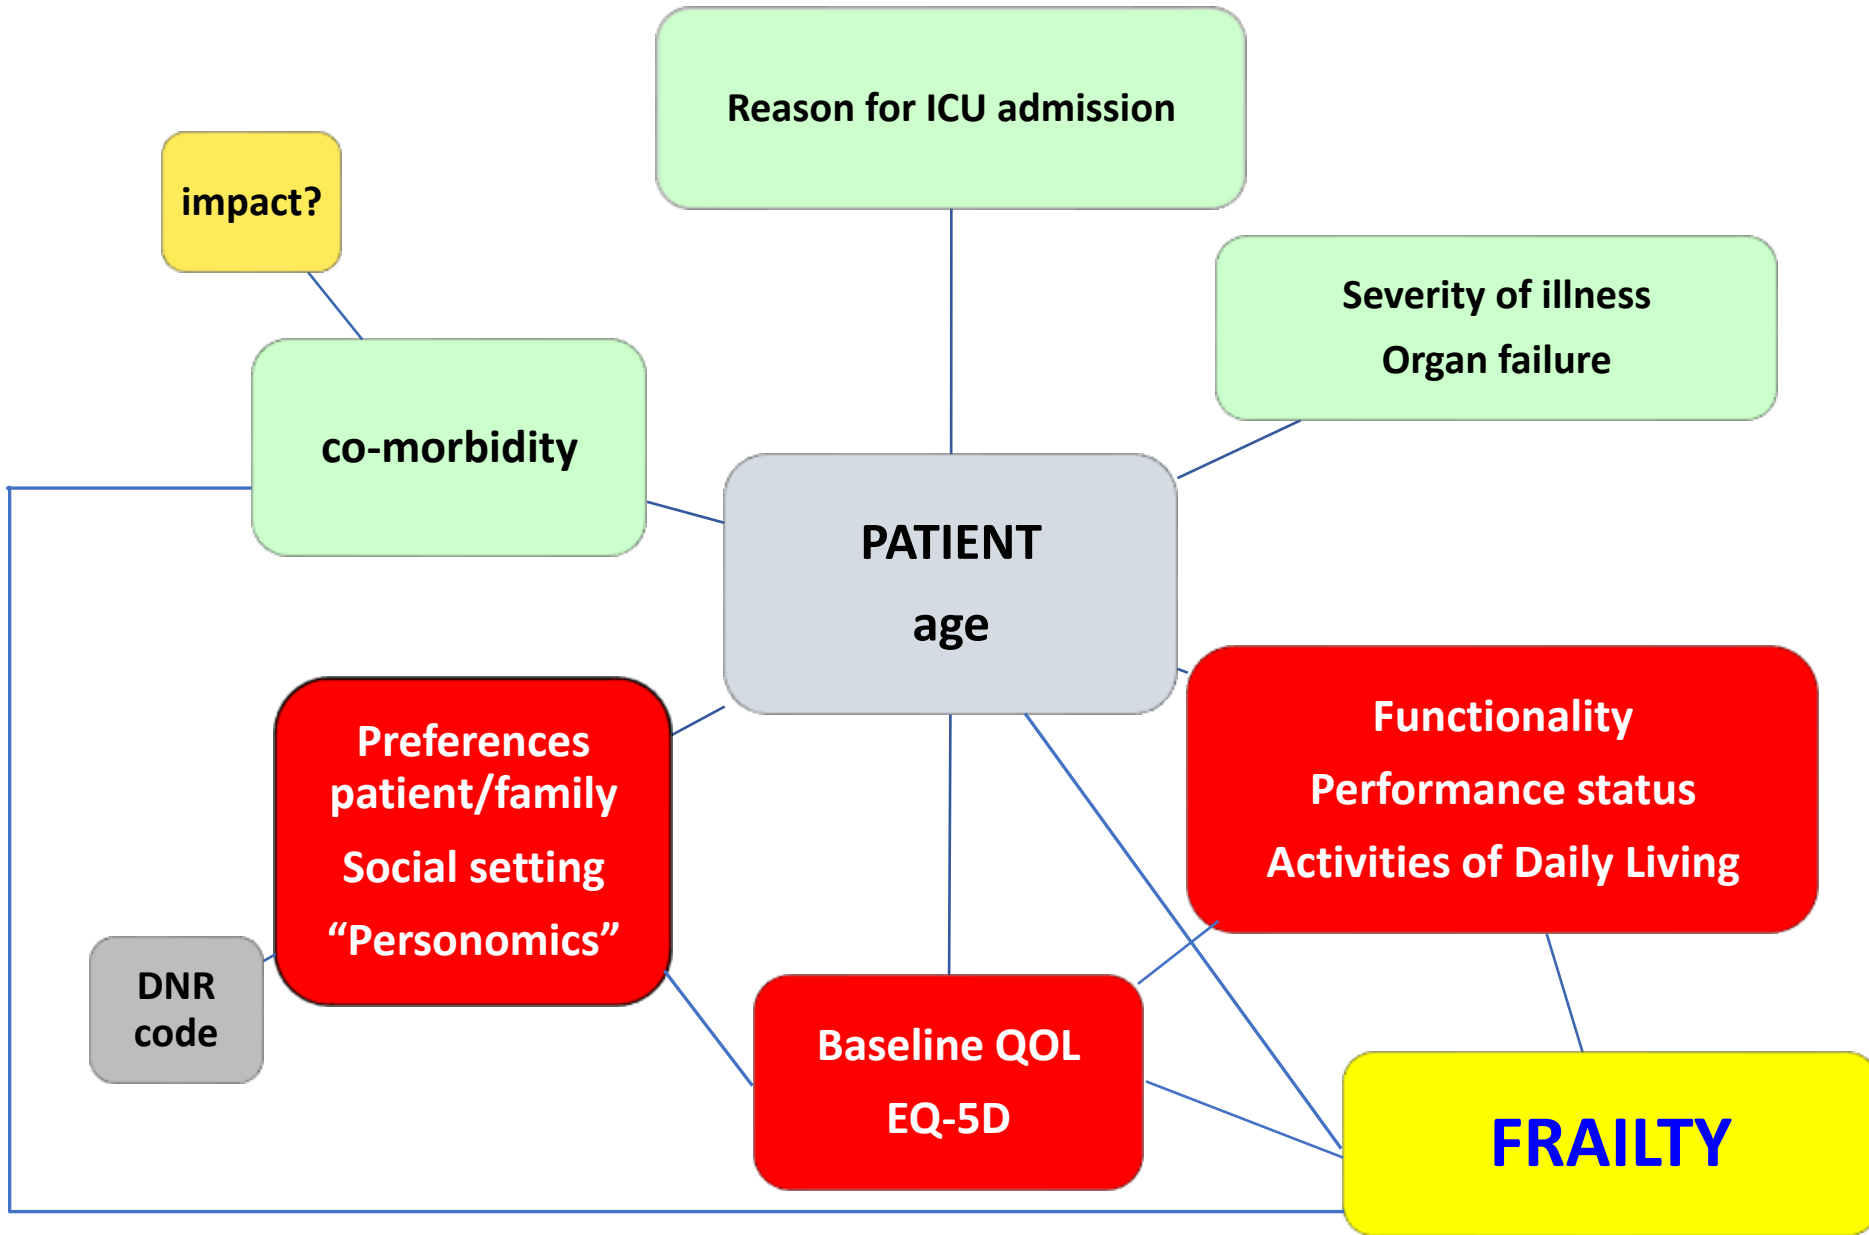 Reason for ICU admission
impact?
Severity of illness
Organ failure
co-morbidity
PATIENT
age
Preferences
patient/family
Social setting
“Personomics”
Functionality
Performance status
Activities of Daily Living
DNR
code
Baseline QOL
EQ-5D
FRAILTY